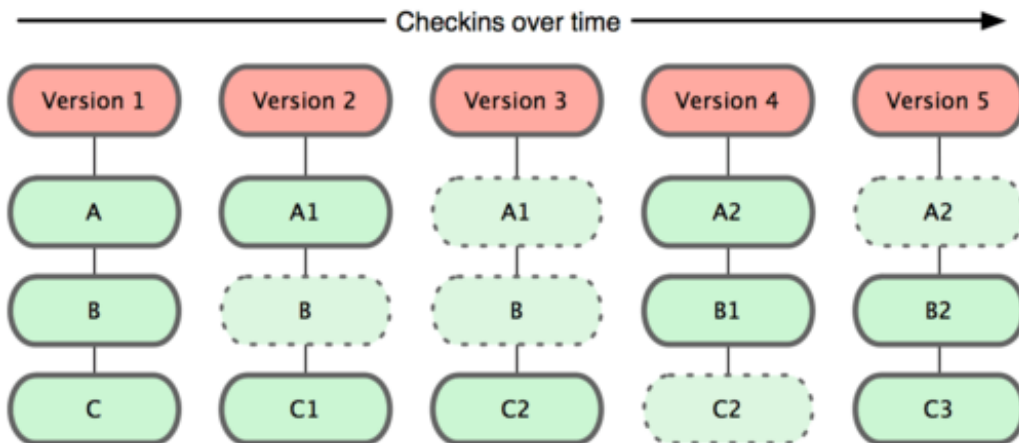 Checkins over time
Version 1 Version 2 Version 3 Version 4 Version 5
A A1 A1 A2 A2
B B B B1 B2
C C1 C2 C2 C3